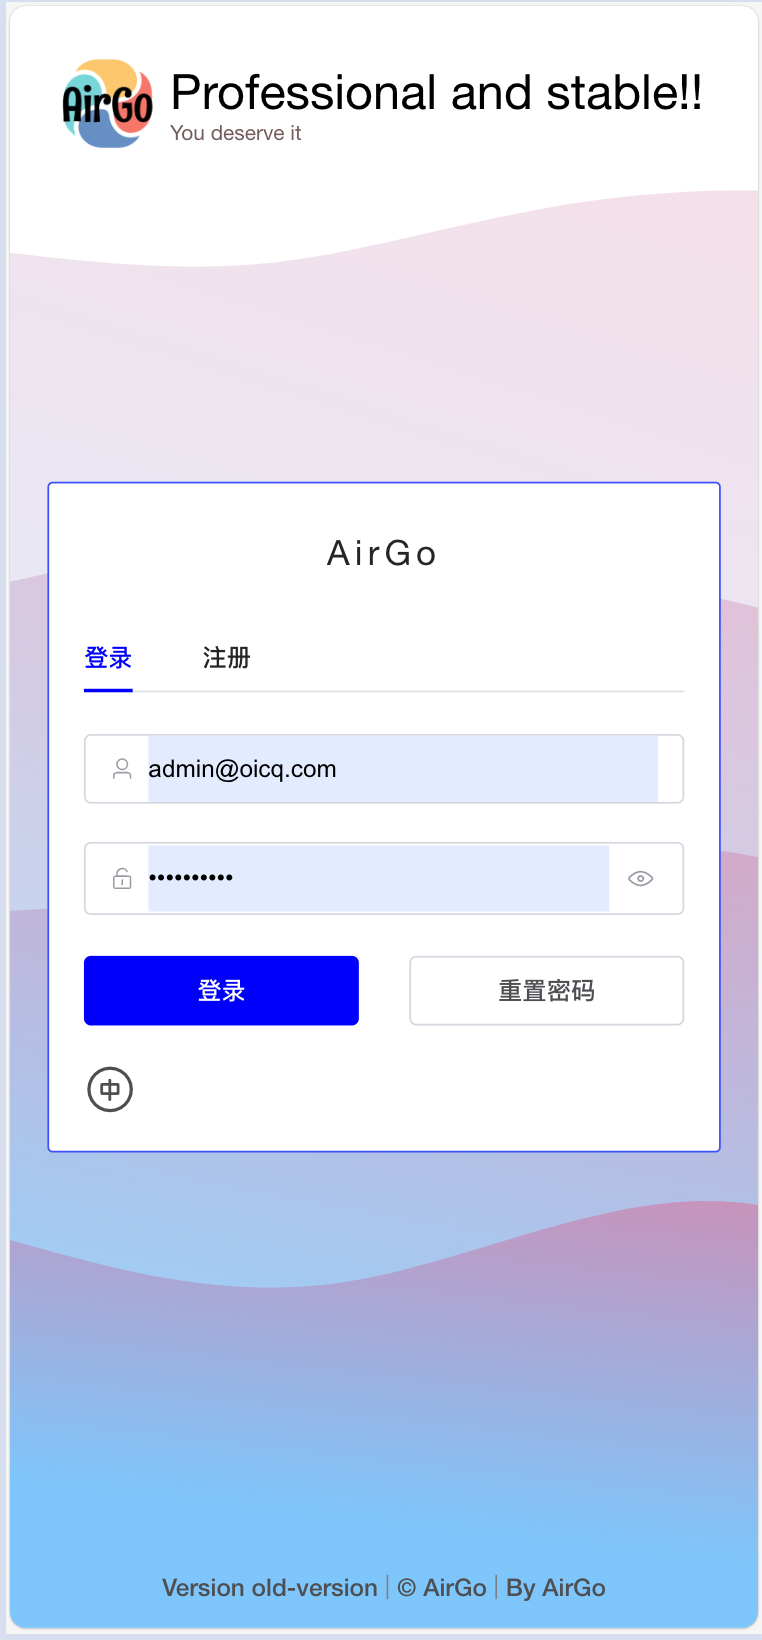 AirGo
Professional and stable!!
You deserve it
AirGo
登录 注册
admin@oicq.com
••••••••••
登录 重置密码
中
Version old-version | © AirGo | By AirGo